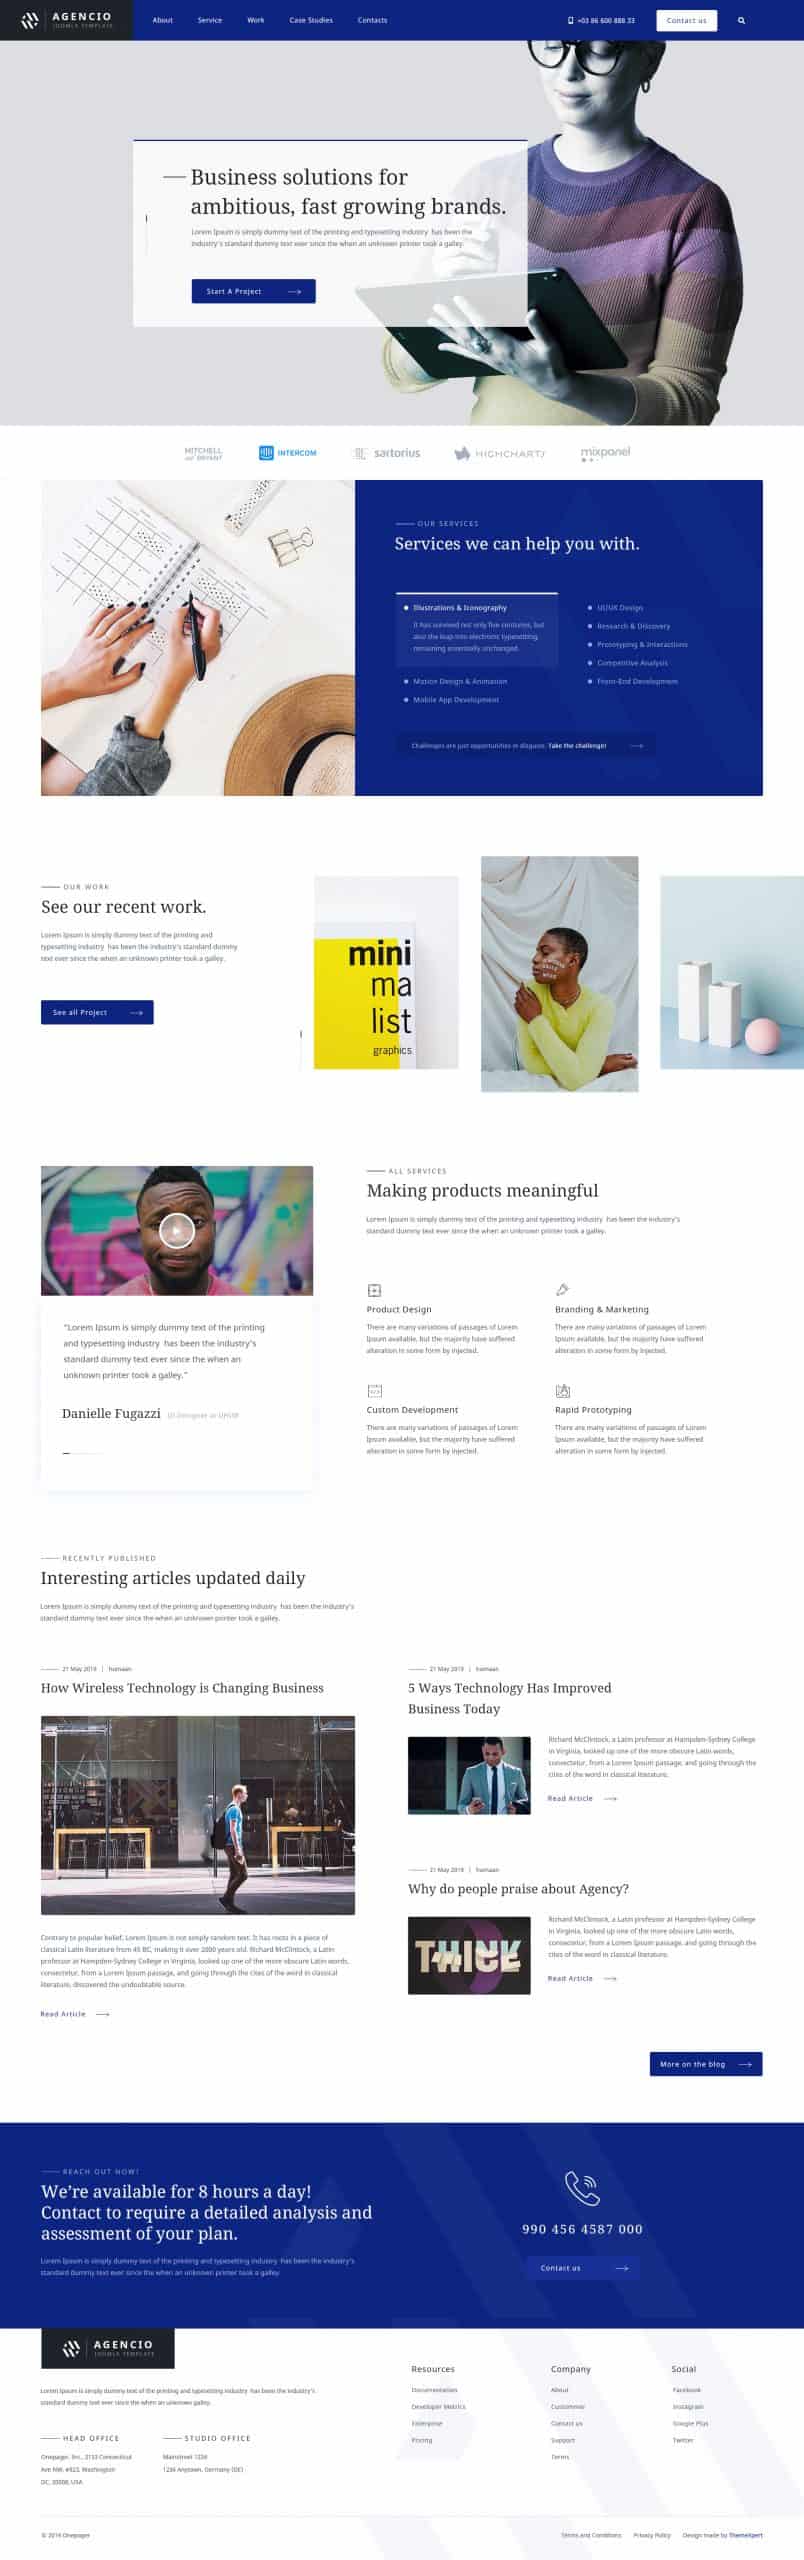 AGENCIO
JOOMLA TEMPLATE
About
Service
Work
Case Studies
Contacts
+03 86 600 888 33
Contact us
Business solutions for
ambitious, fast growing brands.
Lorem Ipsum is simply dummy text of the printing and typesetting industry has been the
industry's standard dummy text ever since the when an unknown printer took a galley.
Start A Project
MITCHELL
and BRYANT
INTERCOM
sartorius
HIGHCHARTS
mixpanel
OUR SERVICES
Services we can help you with.
Illustrations & Iconography
It has survived not only five centuries, but
also the leap into electronic typesetting,
remaining essentially unchanged.
Motion Design & Animation
Mobile App Development
UI/UX Design
Research & Discovery
Prototyping & Interactions
Competitive Analysis
Front-End Development
Challenges are just opportunities in disguise. Take the challenge!
OUR WORK
See our recent work.
Lorem Ipsum is simply dummy text of the printing and
typesetting industry has been the industry's standard dummy
text ever since the when an unknown printer took a galley.
See all Project
mini
ma
list
graphics
ALL SERVICES
Making products meaningful
Lorem Ipsum is simply dummy text of the printing and typesetting industry has been the industry's
standard dummy text ever since the when an unknown printer took a galley.
"Lorem Ipsum is simply dummy text of the printing
and typesetting industry has been the industry's
standard dummy text ever since the when an
unknown printer took a galley."
Danielle Fugazzi
UI Designer at
Product Design
There are many variations of passages of Lorem
Ipsum available, but the majority have suffered
alteration in some form by injected.
Branding & Marketing
There are many variations of passages of Lorem
Ipsum available, but the majority have suffered
alteration in some form by injected.
Custom Development
There are many variations of passages of Lorem
Ipsum available, but the majority have suffered
alteration in some form by injected.
Rapid Prototyping
There are many variations of passages of Lorem
Ipsum available, but the majority have suffered
alteration in some form by injected.
RECENTLY PUBLISHED
Interesting articles updated daily
Lorem Ipsum is simply dummy text of the printing and typesetting industry has been the industry's
standard dummy text ever since the when an unknown printer took a galley.
21 May 2019 | homaan
How Wireless Technology is Changing Business
Contrary to popular belief, Lorem Ipsum is not simply random text. It has roots in a piece of
classical Latin literature from 45 BC, making it over 2000 years old. Richard McClintock, a Latin
professor at Hampden-Sydney College in Virginia, looked up one of the more obscure Latin words,
consectetur, from a Lorem Ipsum passage, and going through the cites of the word in classical
literature, discovered the undoubtable source.
Read Article
21 May 2019 | homaan
5 Ways Technology Has Improved
Business Today
Richard McClintock, a Latin professor at Hampden-Sydney College
in Virginia, looked up one of the more obscure Latin words,
consectetur, from a Lorem Ipsum passage, and going through the
cites of the word in classical literature.
Read Article
21 May 2019 | homaan
Why do people praise about Agency?
THICK
Richard McClintock, a Latin professor at Hampden-Sydney College
in Virginia, looked up one of the more obscure Latin words,
consectetur, from a Lorem Ipsum passage, and going through the
cites of the word in classical literature.
Read Article
More on the blog
REACH OUT NOW!
We're available for 8 hours a day!
Contact to require a detailed analysis and
assessment of your plan.
Lorem Ipsum is simply dummy text of the printing and typesetting industry has been the industry's
standard dummy text ever since the when an unknown printer took a galley.
990 456 4587 000
Contact us
AGENCIO
JOOMLA TEMPLATE
Lorem Ipsum is simply dummy text of the printing and typesetting industry has been the industry's
standard dummy text ever since the when an unknown galley.
HEAD OFFICE
Onepager, Inc., 2133 Connecticut
Ave NW, #823, Washington
DC, 20008, USA
STUDIO OFFICE
Mainstreet 1234
1234 Anytown, Germany (DE)
Resources
Documentation
Developer Metrics
Enterprise
Pricing
Company
About
Custommer
Contact us
Support
Terms
Social
Facebook
Instagram
Google Plus
Twitter
© 2019 Onepager
Terms and Conditions
Privacy Policy
Design made by ThemeXpert